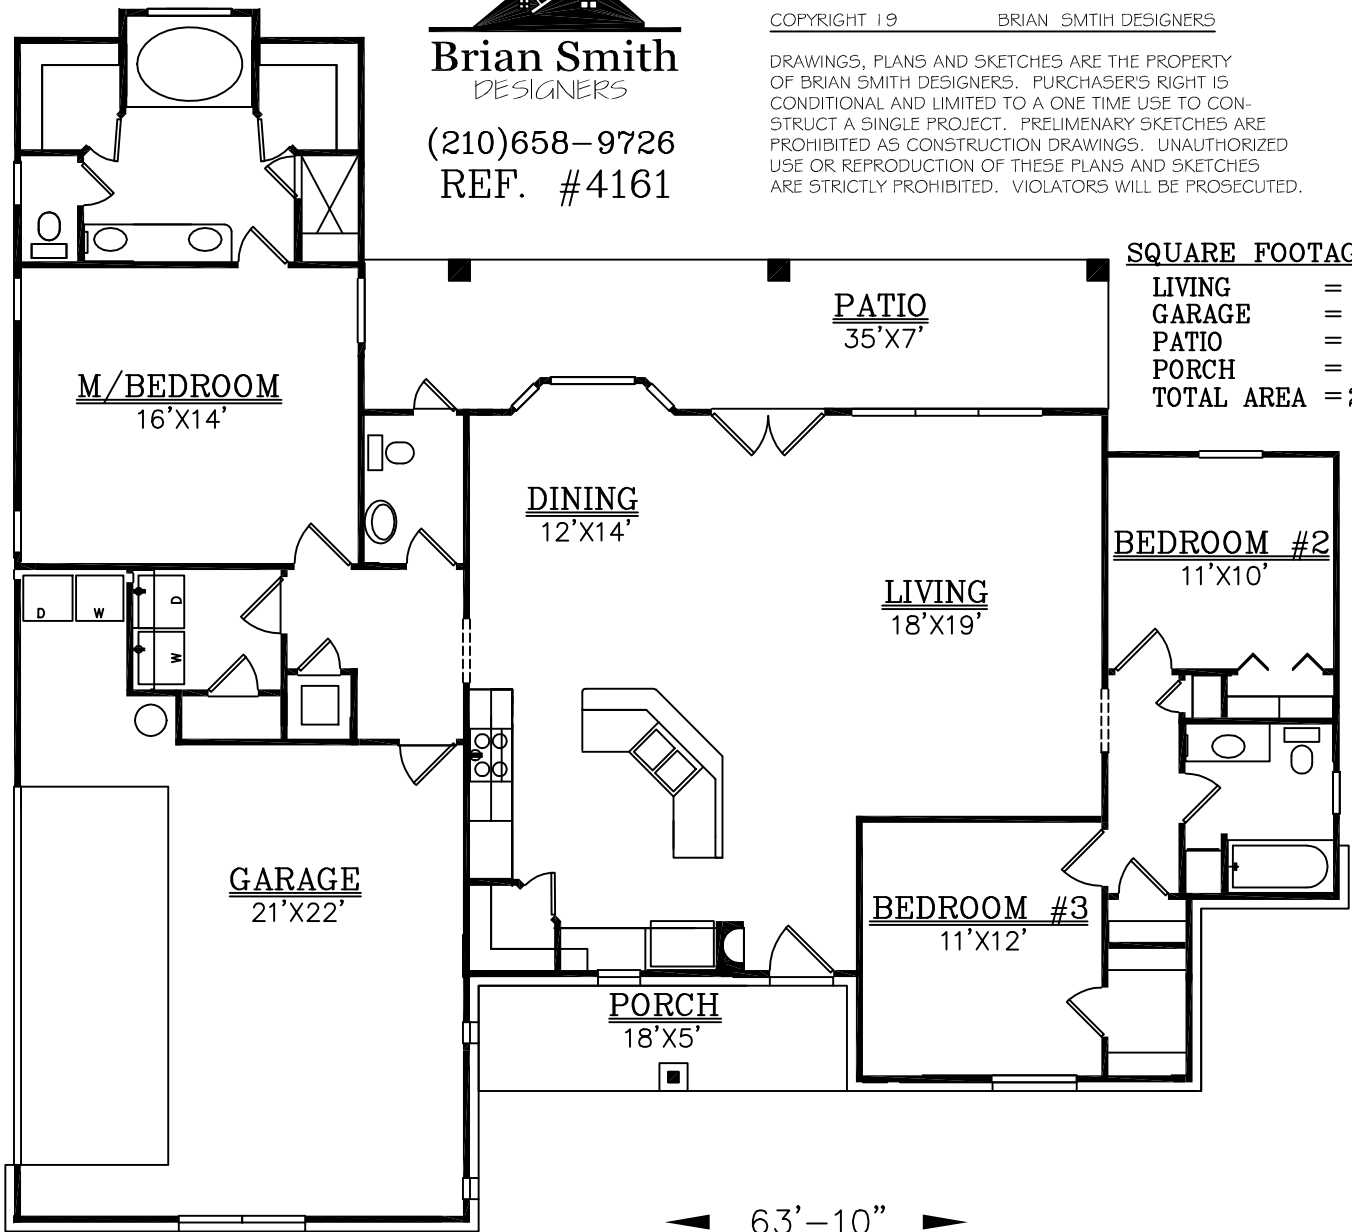 Brian Smith
DESIGNERS
(210)658-9726
REF. #4161
COPYRIGHT 19 BRIAN SMTIH DESIGNERS
DRAWINGS, PLANS AND SKETCHES ARE THE PROPERTY
OF BRIAN SMITH DESIGNERS. PURCHASER'S RIGHT IS
CONDITIONAL AND LIMITED TO A ONE TIME USE TO CON-
STRUCT A SINGLE PROJECT. PRELIMENARY SKETCHES ARE
PROHIBITED AS CONSTRUCTION DRAWINGS. UNAUTHORIZED
USE OR REPRODUCTION OF THESE PLANS AND SKETCHES
ARE STRICTLY PROHIBITED. VIOLATORS WILL BE PROSECUTED.
SQUARE FOOTAG
LIVING =
GARAGE =
PATIO =
PORCH =
TOTAL AREA =
PATIO
35'X7'
M/BEDROOM
16'X14'
DINING
12'X14'
BEDROOM #2
11'X10'
LIVING
18'X19'
D W
D
W
GARAGE
21'X22'
BEDROOM #3
11'X12'
PORCH
18'X5'
63'-10"